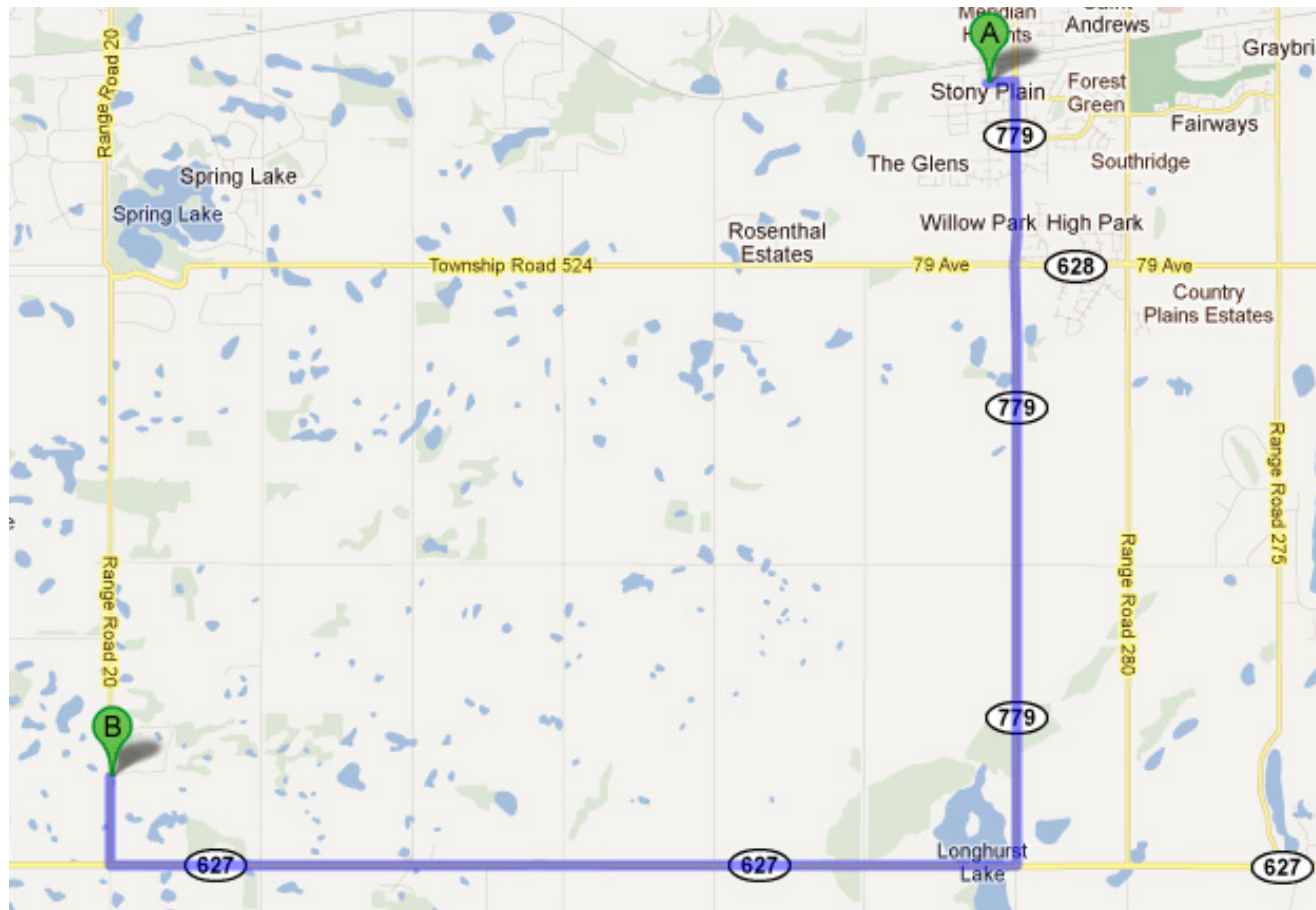 Meridian
Heights
Andrews
A
Graybri
Range Road 20
Stony Plain
Forest
Green
779
Fairways
The Glens
Southridge
Spring Lake
Spring Lake
Willow Park
High Park
Rosenthal
Estates
Township Road 524
79 Ave
628
79 Ave
Country
Plains Estates
779
Range Road 275
e
Range Road 20
Range Road 280
B
779
627
627
Longhurst
Lake
627